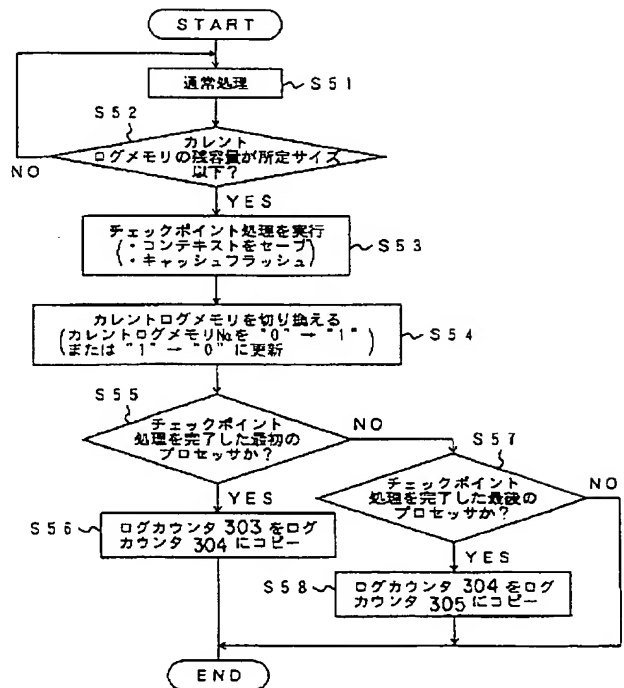 START
通常処理
S51
S52
カレント
ログメモリの残容量が所定サイズ
以下?
NO
YES
チェックポイント処理を実行
(・コンテキストをセーブ
・キャッシュフラッシュ)
S53
カレントログメモリを切り換える
(カレントログメモリNoを "0" → "1"
または "1" → "0" に更新)
S54
S55
チェックポイント
処理を完了した最初の
プロセッサか?
NO
YES
S57
チェックポイント
処理を完了した最後の
プロセッサか?
NO
YES
S56
ログカウンタ 303 をログ
カウンタ 304 にコピー
S58
ログカウンタ 304 をログ
カウンタ 305 にコピー
END